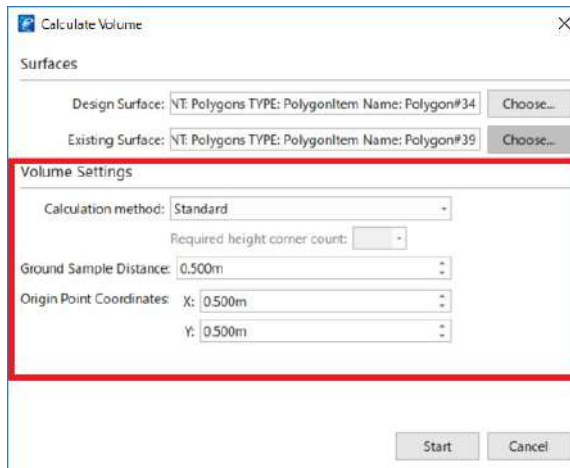 Calculate Volume
Surfaces
Design Surface: NT: Polygons TYPE: PolygonItem Name: Polygon#34 Choose...
Existing Surface: NT: Polygons TYPE: PolygonItem Name: Polygon#39 Choose...
Volume Settings
Calculation method: Standard
Required height corner count:
Ground Sample Distance: 0.500m
Origin Point Coordinates: X: 0.500m
Y: 0.500m
Start Cancel